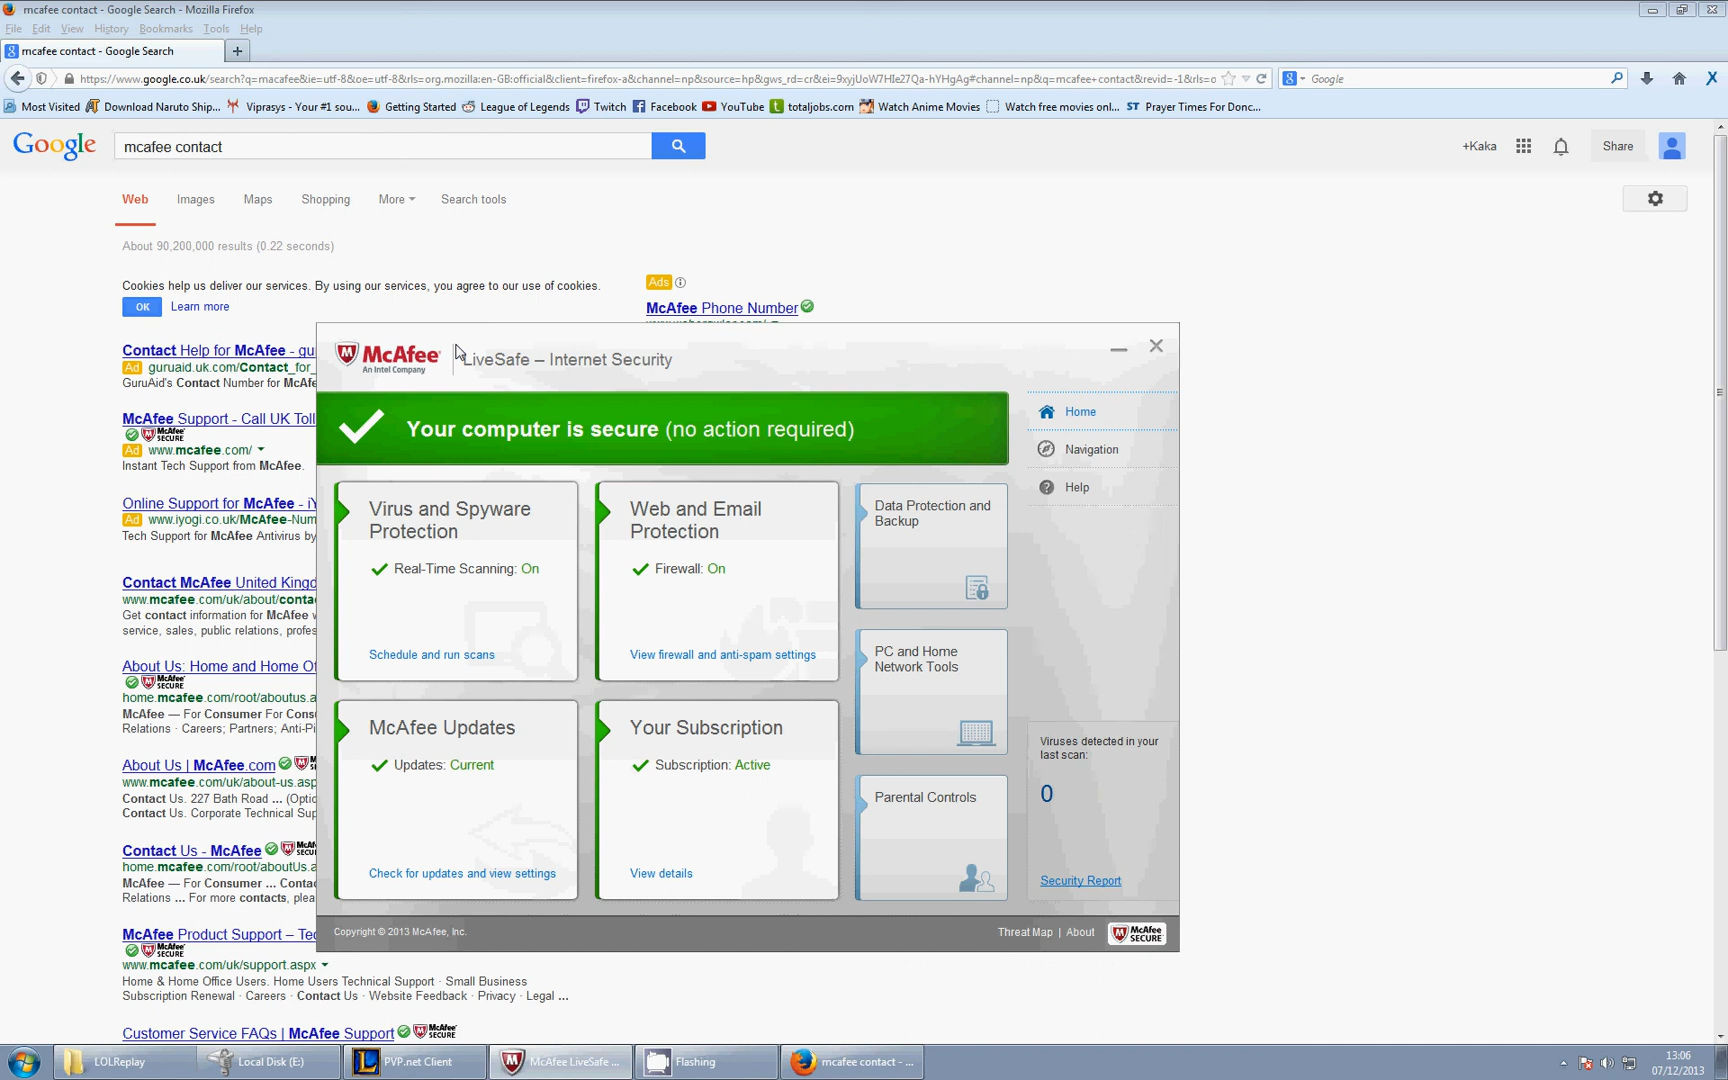 mcafee contact - Google Search - Mozilla Firefox
File Edit View History Bookmarks Tools Help
mcafee contact - Google Search
https://www.google.co.uk/search?q=macafee&ie=utf-8&oe=utf-8&rls=org.mozilla:en-GB:official&client=firefox-a&channel=np&source=hp&gws_rd=cr&ei=9xyjUoW7HIe27Qa-hYHgAg#channel=np&q=mcafee+contact&revid=-1&rls=o
Google
Most Visited Download Naruto Ship... Viprasys - Your #1 sou... Getting Started League of Legends Twitch Facebook YouTube totaljobs.com Watch Anime Movies Watch free movies onl... ST Prayer Times For Donc...
Google mcafee contact
+Kaka Share
Web Images Maps Shopping More Search tools
About 90,200,000 results (0.22 seconds)
Cookies help us deliver our services. By using our services, you agree to our use of cookies.
OK Learn more
Ads
McAfee Phone Number
Contact Help for McAfee - gu
Ad guruaid.uk.com/Contact_for_
GuruAid's Contact Number for McAfe
McAfee Support - Call UK Toll
McAfee SECURE
Ad www.mcafee.com/
Instant Tech Support from McAfee.
Online Support for McAfee - iY
Ad www.iyogi.co.uk/McAfee-Num
Tech Support for McAfee Antivirus by
Contact McAfee United Kingd
www.mcafee.com/uk/about/conta
Get contact information for McAfee w
service, sales, public relations, profes
About Us: Home and Home Of
McAfee SECURE
home.mcafee.com/root/aboutus.a
McAfee — For Consumer For Cons
Relations · Careers; Partners; Anti-Pi
About Us | McAfee.com
www.mcafee.com/uk/about-us.asp
Contact Us. 227 Bath Road ... (Optio
Contact Us. Corporate Technical Sup
Contact Us - McAfee
home.mcafee.com/root/aboutUs.a
McAfee — For Consumer ... Contac
Relations ... For more contacts, plea
McAfee Product Support – Tec
McAfee SECURE
www.mcafee.com/uk/support.aspx
Home & Home Office Users. Home Users Technical Support · Small Business
Subscription Renewal · Careers · Contact Us · Website Feedback · Privacy · Legal ...
Customer Service FAQs | McAfee Support
McAfee SECURE
McAfee
An Intel Company
LiveSafe – Internet Security
Your computer is secure (no action required)
Home
Navigation
Help
Virus and Spyware
Protection
Real-Time Scanning: On
Schedule and run scans
Web and Email
Protection
Firewall: On
View firewall and anti-spam settings
Data Protection and
Backup
PC and Home
Network Tools
McAfee Updates
Updates: Current
Check for updates and view settings
Your Subscription
Subscription: Active
View details
Parental Controls
Viruses detected in your
last scan:
0
Security Report
Copyright © 2013 McAfee, Inc.
Threat Map | About
McAfee SECURE
LOLReplay Local Disk (E:) PVP.net Client McAfee LiveSafe ... Flashing mcafee contact - ...
13:06
07/12/2013